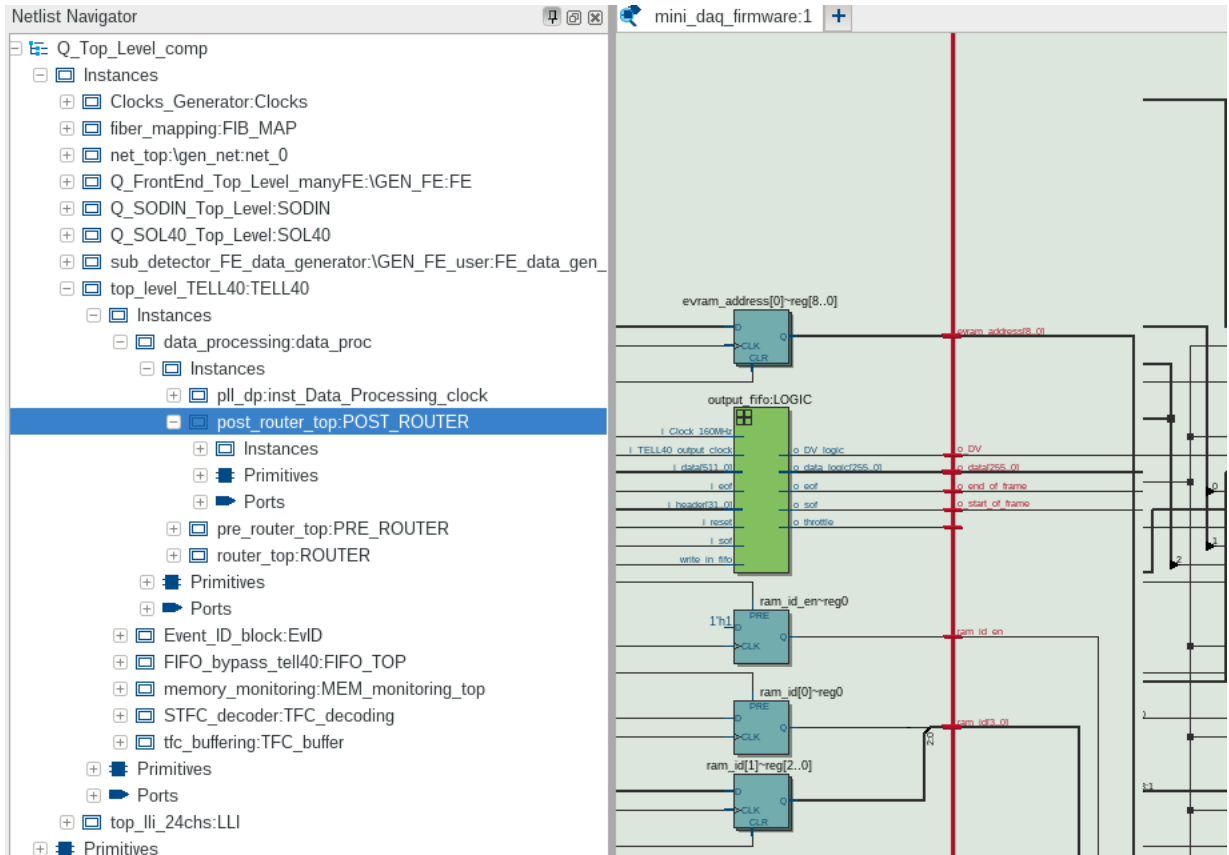 Netlist Navigator
Q_Top_Level_comp
Instances
Clocks_Generator:Clocks
fiber_mapping:FIB_MAP
net_top:\gen_net:net_0
Q_FrontEnd_Top_Level_manyFE:\GEN_FE:FE
Q_SODIN_Top_Level:SODIN
Q_SOL40_Top_Level:SOL40
sub_detector_FE_data_generator:\GEN_FE_user:FE_data_gen_
top_level_TELL40:TELL40
Instances
data_processing:data_proc
Instances
pll_dp:inst_Data_Processing_clock
post_router_top:POST_ROUTER
Instances
Primitives
Ports
pre_router_top:PRE_ROUTER
router_top:ROUTER
Primitives
Ports
Event_ID_block:EvID
FIFO_bypass_tell40:FIFO_TOP
memory_monitoring:MEM_monitoring_top
STFC_decoder:TFC_decoding
tfc_buffering:TFC_buffer
Primitives
Ports
top_lli_24chs:LLI
Primitives
mini_daq_firmware:1
evram_address[0]~reg[8..0]
D
CLK
CLR
Q
evram_address[8..0]
output_fifo:LOGIC
i_Clock_160MHz
i_TELL40_output_clock
i_data[511..0]
i_eof
i_header[31..0]
i_reset
i_sof
write_in_fifo
o_DV_logic
o_data_logic[255..0]
o_eof
o_sof
o_throttle
o_DV
o_data[255..0]
o_end_of_frame
o_start_of_frame
0
1
2
ram_id_en~reg0
PRE
1'h1
D
CLK
Q
ram_id_en
ram_id[0]~reg0
PRE
D
CLK
Q
ram_id[3..0]
2:0
ram_id[1]~reg[2..0]
D
CLK
CLR
Q